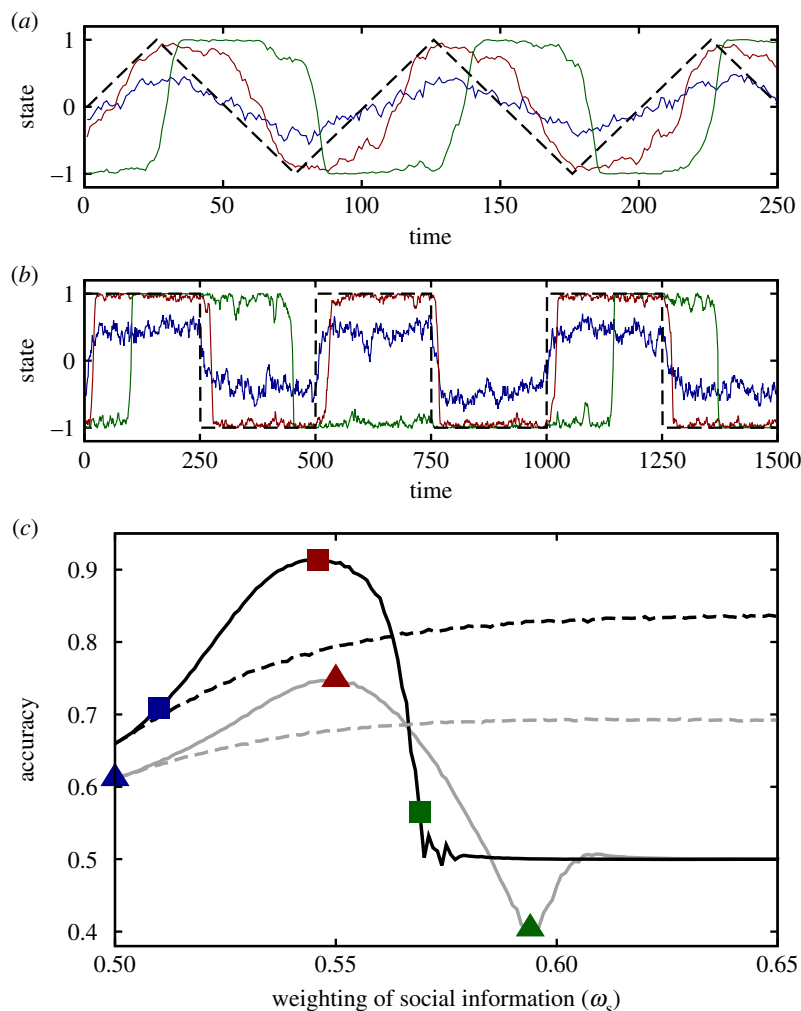 (a)
1
0
–1
state
0 50 100 150 200 250
time
(b)
1
0
–1
state
0 250 500 750 1000 1250 1500
time
(c)
0.9
0.8
0.7
0.6
0.5
0.4
accuracy
0.50 0.55 0.60 0.65
weighting of social information (ωs)